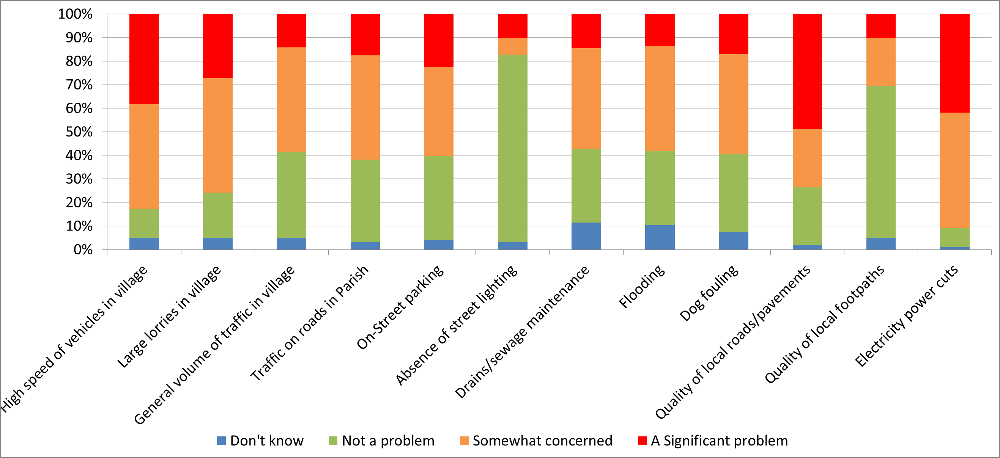 100%
90%
80%
70%
60%
50%
40%
30%
20%
10%
0%
High speed of vehicles in village
Large lorries in village
General volume of traffic in village
Traffic on roads in Parish
On-Street parking
Absence of street lighting
Drains/sewage maintenance
Flooding
Dog fouling
Quality of local roads/pavements
Quality of local footpaths
Electricity power cuts
Don't know
Not a problem
Somewhat concerned
A Significant problem